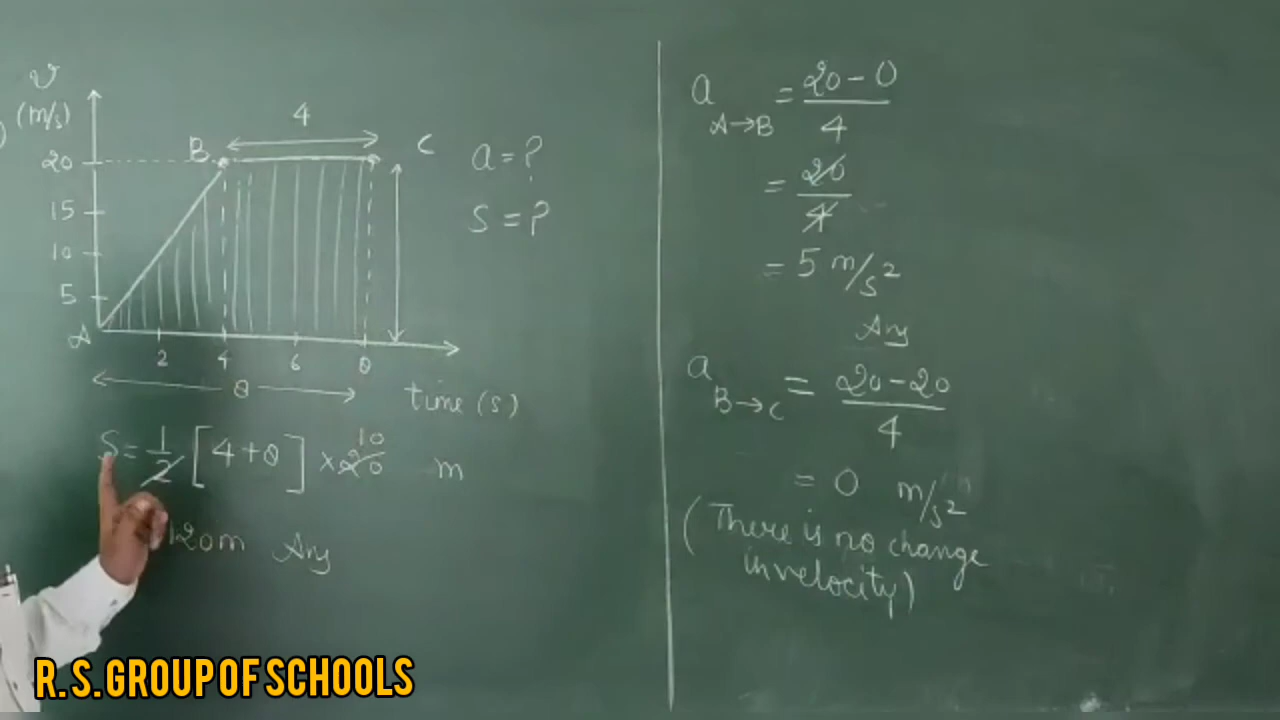 v
(m/s)
4
B
C
20
15
10
5
A
2 4 6 8
8
time (s)
a = ?
S = ?
S = 1/2 [4+8] × 20 10 m
120m Ans
a A→B = 20 - 0 / 4
= 20 / 4
= 5 m/s²
Ans
a B→C = 20 - 20 / 4
= 0 m/s²
(There is no change
in velocity)
R. S. GROUP OF SCHOOLS